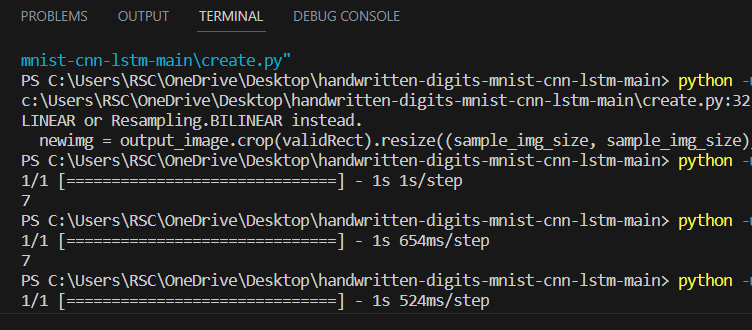 PROBLEMS OUTPUT TERMINAL DEBUG CONSOLE
mnist-cnn-lstm-main\create.py"
PS C:\Users\RSC\OneDrive\Desktop\handwritten-digits-mnist-cnn-lstm-main> python -u
c:\Users\RSC\OneDrive\Desktop\handwritten-digits-mnist-cnn-lstm-main\create.py:32
LINEAR or Resampling.BILINEAR instead.
newimg = output_image.crop(validRect).resize((sample_img_size, sample_img_size),
PS C:\Users\RSC\OneDrive\Desktop\handwritten-digits-mnist-cnn-lstm-main> python -u
1/1 [==============================] - 1s 1s/step
7
PS C:\Users\RSC\OneDrive\Desktop\handwritten-digits-mnist-cnn-lstm-main> python -u
1/1 [==============================] - 1s 654ms/step
7
PS C:\Users\RSC\OneDrive\Desktop\handwritten-digits-mnist-cnn-lstm-main> python -u
1/1 [==============================] - 1s 524ms/step